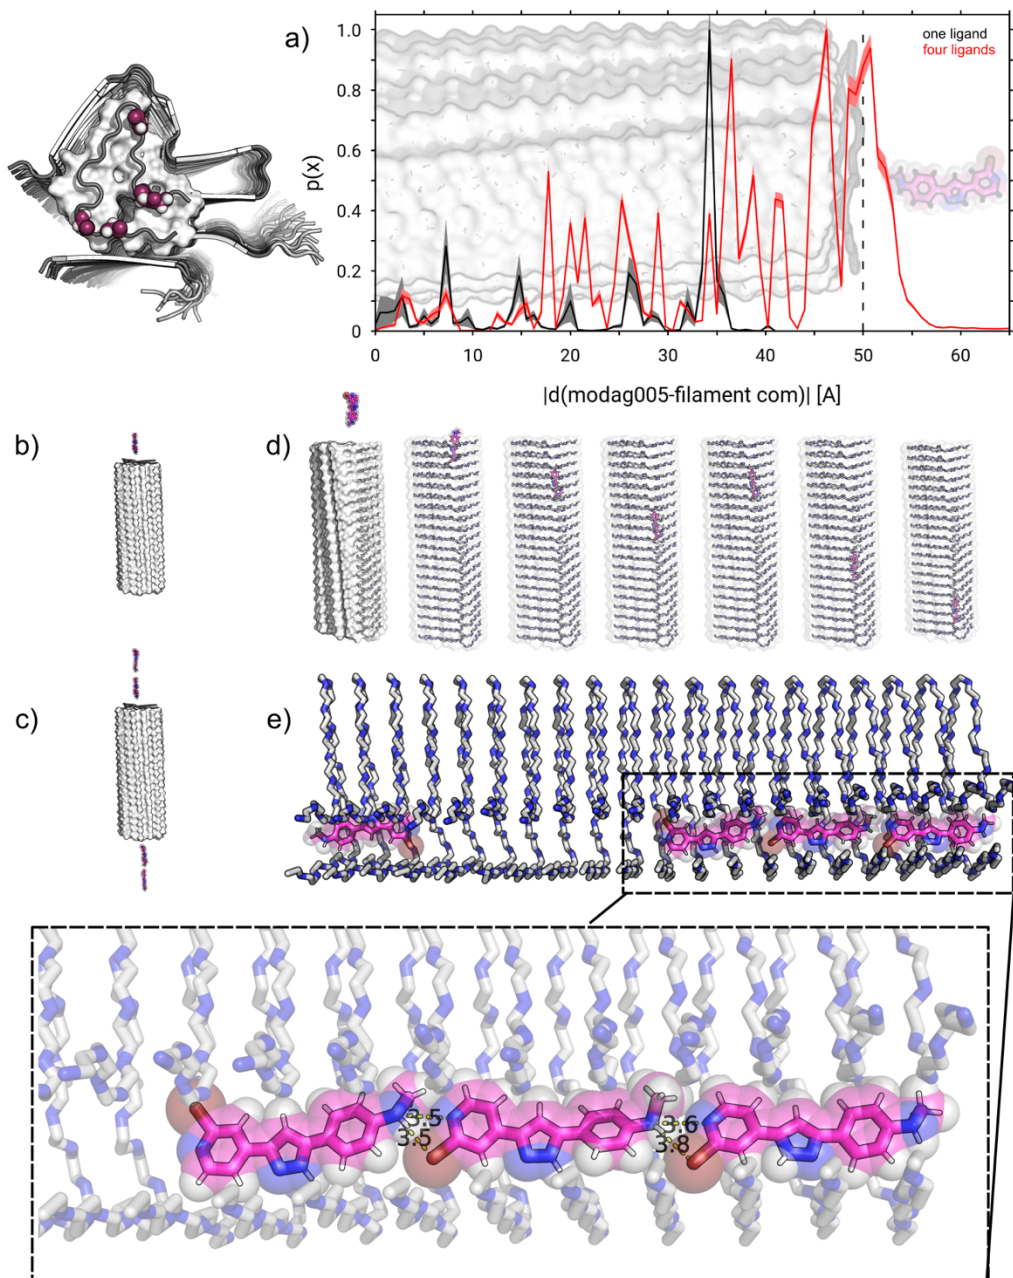 a)
one ligand
four ligands
p(x)
1.0
0.8
0.6
0.4
0.2
0
0 10 20 30 40 50 60
|d(modag005-filament com)| [A]
b)
d)
c)
e)
3.5
3.5
3.6
3.8